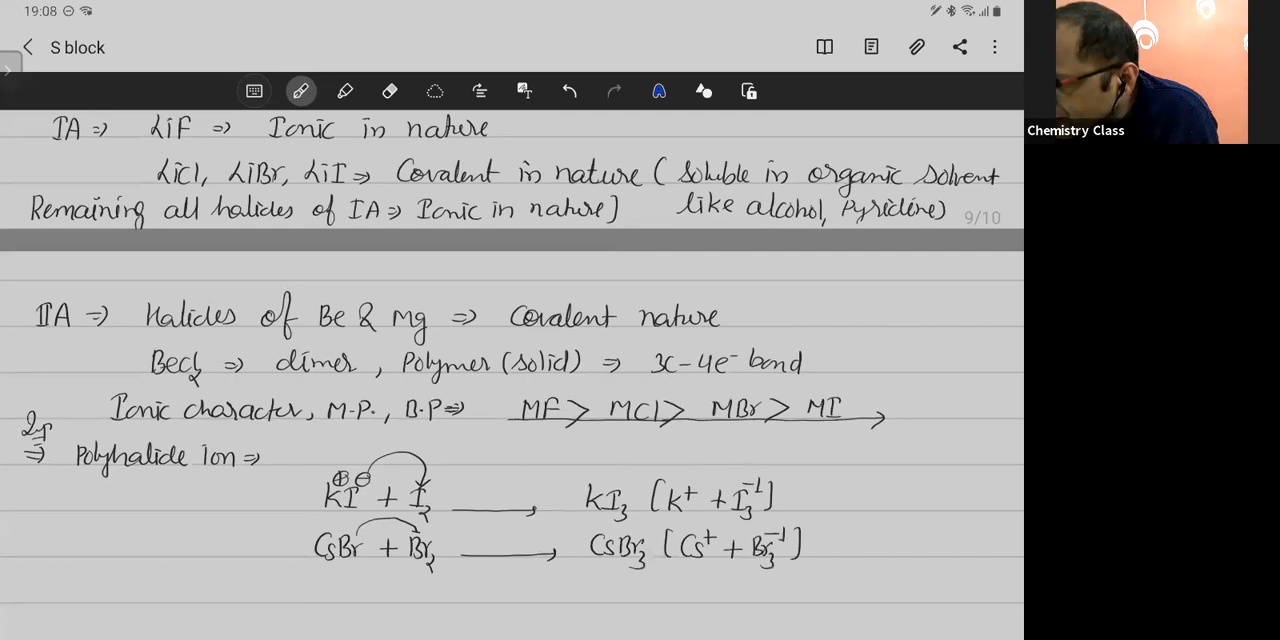 19:08
S block
IA ⇒ LiF ⇒ Ionic in nature
LiCl, LiBr, LiI ⇒ Covalent in nature ( Soluble in organic solvent
Remaining all halides of IA ⇒ Ionic in nature] like alcohol, Pyridine)
9/10
Chemistry Class
IIA ⇒ Halides of Be & Mg ⇒ Covalent nature
BeCl₂ ⇒ dimer, Polymer (solid) ⇒ 3C-4e⁻ bond
Ionic character, M.P., B.P ⇒ MF > MCl > MBr > MI
Imp
⇒ Polyhalide Ion ⇒
⊕ ⊖
KI + I₂ ⟶ KI₃ [K⁺ + I₃⁻¹]
CsBr + Br₂ ⟶ CsBr₃ [Cs⁺ + Br₃⁻¹]